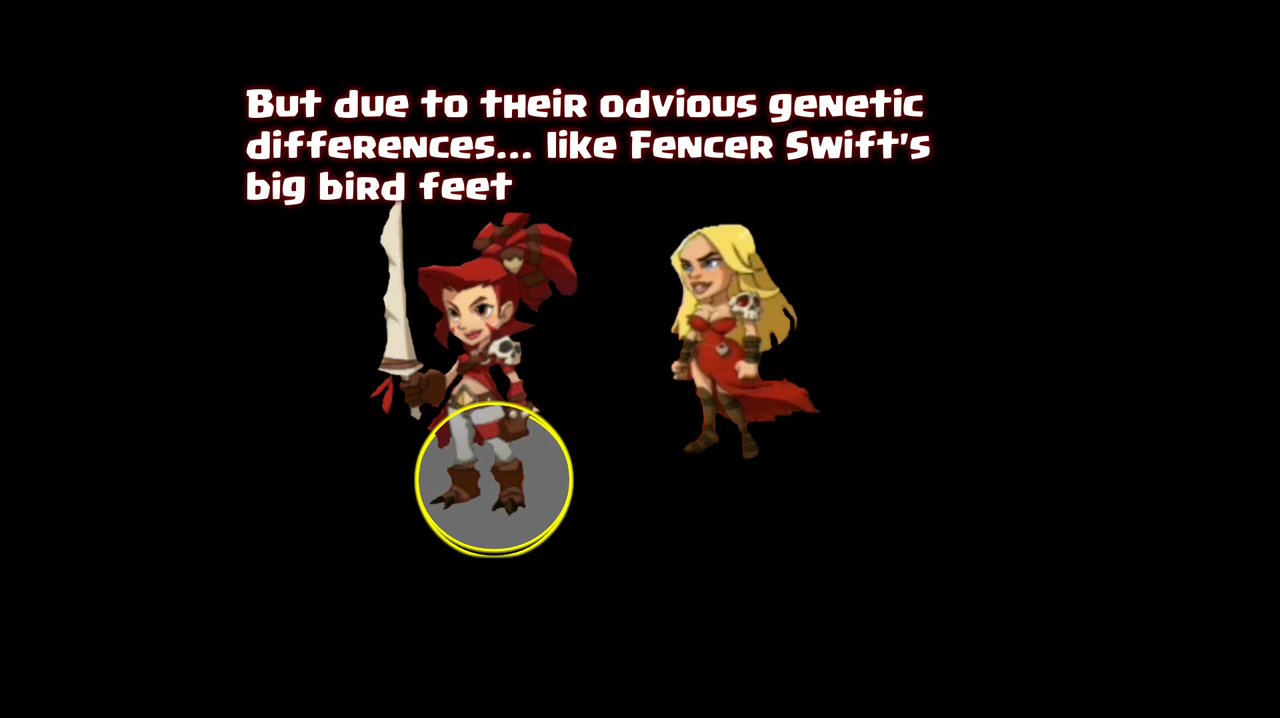 But due to their odvious genetic
differences... like Fencer Swift's
big bird feet